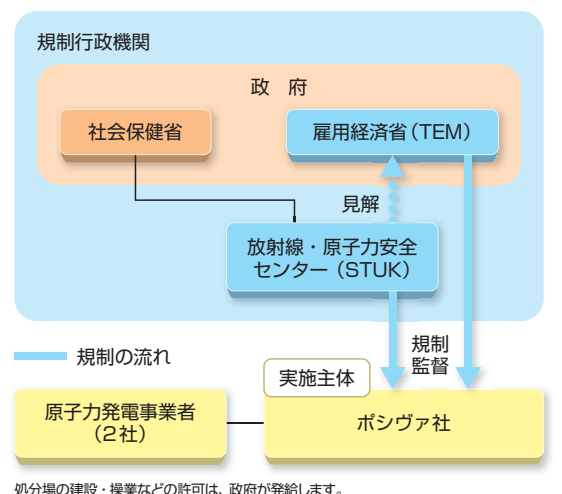 規制行政機関
政 府
社会保健省
雇用経済省（TEM）
見解
放射線・原子力安全
センター（STUK）
規制の流れ
規制
監督
実施主体
原子力発電事業者
（2社）
ポシヴァ社
処分場の建設・操業などの許可は、政府が発給します。